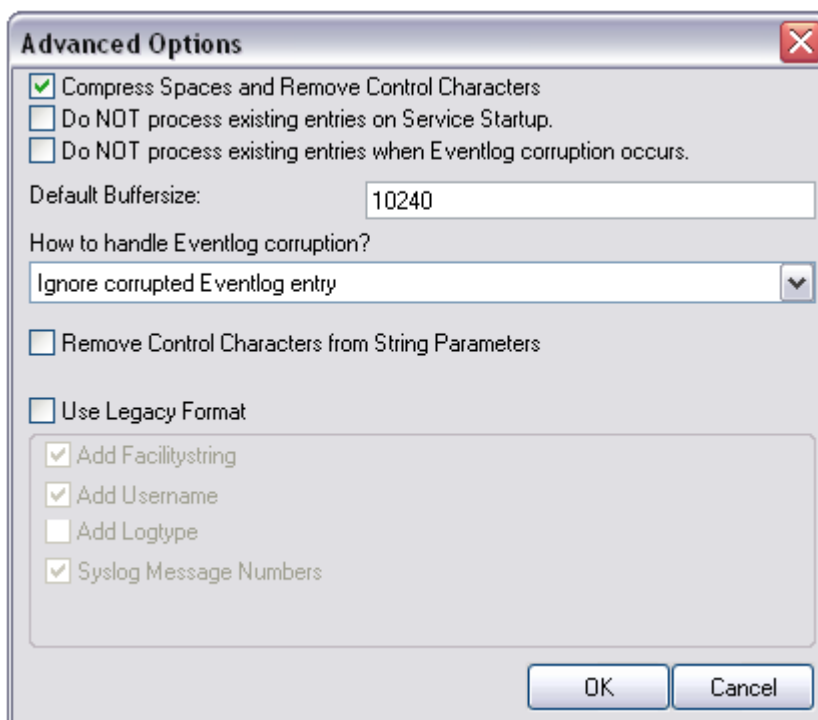 Advanced Options
Compress Spaces and Remove Control Characters
Do NOT process existing entries on Service Startup.
Do NOT process existing entries when Eventlog corruption occurs.
Default Buffersize: 10240
How to handle Eventlog corruption?
Ignore corrupted Eventlog entry
Remove Control Characters from String Parameters
Use Legacy Format
Add Facilitystring
Add Username
Add Logtype
Syslog Message Numbers
OK Cancel